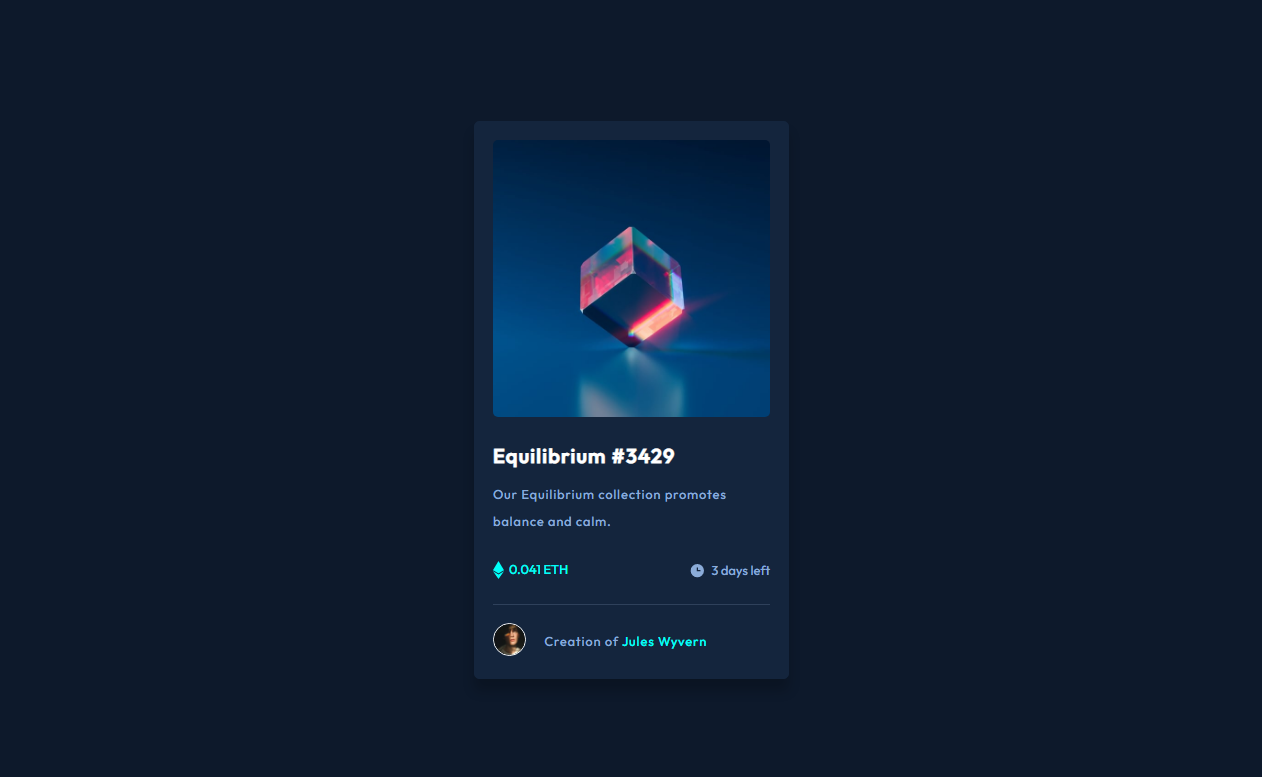 Equilibrium #3429
Our Equilibrium collection promotes
balance and calm.
0.041 ETH
3 days left
Creation of Jules Wyvern